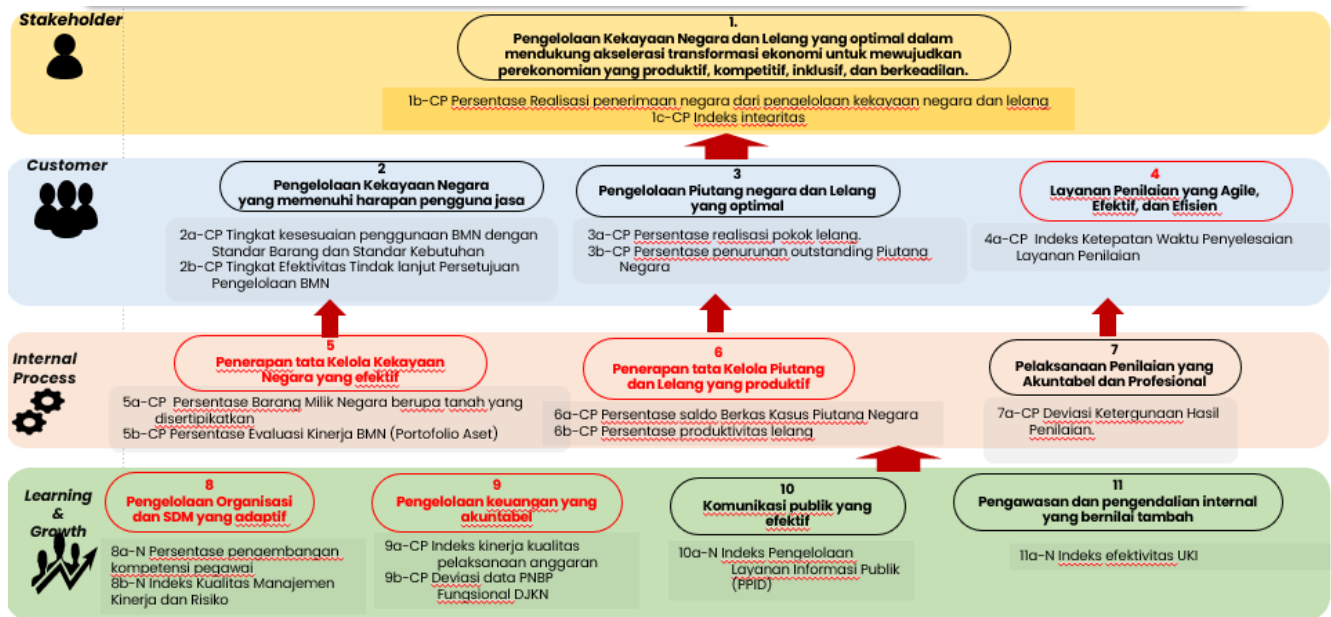 Stakeholder
1.
Pengelolaan Kekayaan Negara dan Lelang yang optimal dalam
mendukung akselerasi transformasi ekonomi untuk mewujudkan
perekonomian yang produktif, kompetitif, inklusif, dan berkeadilan.
1b-CP Persentase Realisasi penerimaan negara dari pengelolaan kekayaan negara dan lelang
1c-CP Indeks integritas
Customer
2
Pengelolaan Kekayaan Negara
yang memenuhi harapan pengguna jasa
2a-CP Tingkat kesesuaian penggunaan BMN dengan
Standar Barang dan Standar Kebutuhan
2b-CP Tingkat Efektivitas Tindak lanjut Persetujuan
Pengelolaan BMN
3
Pengelolaan Piutang negara dan Lelang
yang optimal
3a-CP Persentase realisasi pokok lelang.
3b-CP Persentase penurunan outstanding Piutang
Negara
4
Layanan Penilaian yang Agile,
Efektif, dan Efisien
4a-CP Indeks Ketepatan Waktu Penyelesaian
Layanan Penilaian
Internal
Process
5
Penerapan tata Kelola Kekayaan
Negara yang efektif
5a-CP Persentase Barang Milik Negara berupa tanah yang
disertipikatkan
5b-CP Persentase Evaluasi Kinerja BMN (Portofolio Aset)
6
Penerapan tata Kelola Piutang
dan Lelang yang produktif
6a-CP Persentase saldo Berkas Kasus Piutang Negara
6b-CP Persentase produktivitas lelang
7
Pelaksanaan Penilaian yang
Akuntabel dan Profesional
7a-CP Deviasi Ketergunaan Hasil
Penilaian.
Learning
&
Growth
8
Pengelolaan Organisasi
dan SDM yang adaptif
8a-N Persentase pengembangan
kompetensi pegawai
8b-N Indeks Kualitas Manajemen
Kinerja dan Risiko
9
Pengelolaan keuangan yang
akuntabel
9a-CP Indeks kinerja kualitas
pelaksanaan anggaran
9b-CP Deviasi data PNBP
Fungsional DJKN
10
Komunikasi publik yang
efektif
10a-N Indeks Pengelolaan
Layanan Informasi Publik
(PPID)
11
Pengawasan dan pengendalian internal
yang bernilai tambah
11a-N Indeks efektivitas UKI